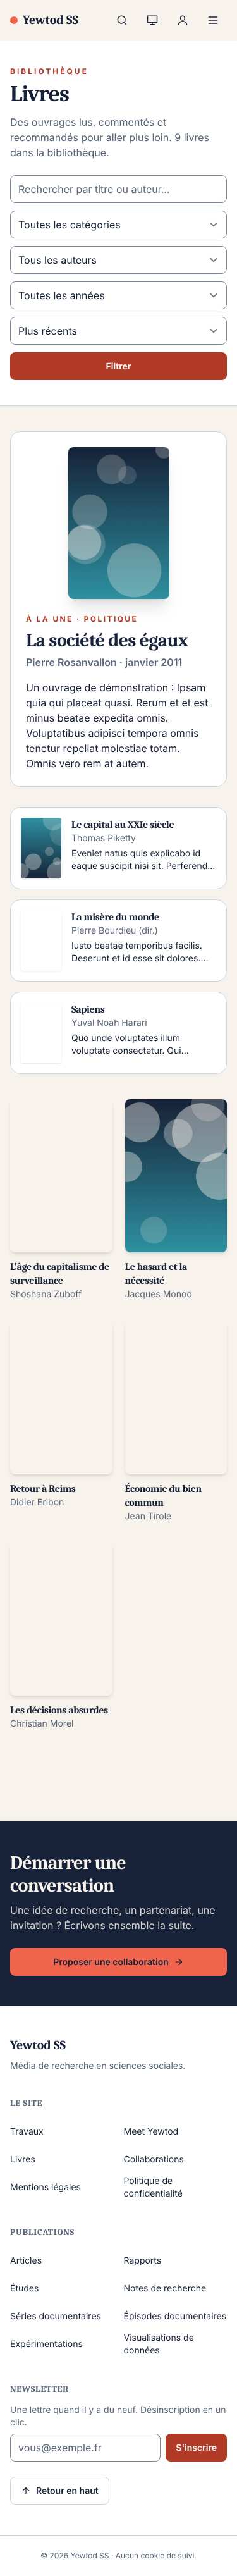 Yewtod SS
BIBLIOTHÈQUE
Livres
Des ouvrages lus, commentés et
recommandés pour aller plus loin. 9 livres
dans la bibliothèque.
Rechercher par titre ou auteur...
Toutes les catégories
Tous les auteurs
Toutes les années
Plus récents
Filtrer
À LA UNE · POLITIQUE
La société des égaux
Pierre Rosanvallon · janvier 2011
Un ouvrage de démonstration : Ipsam
quia qui placeat quasi. Rerum et et est
minus beatae expedita omnis.
Voluptatibus adipisci tempora omnis
tenetur repellat molestiae totam.
Omnis vero rem at autem.
Le capital au XXIe siècle
Thomas Piketty
Eveniet natus quis explicabo id
eaque suscipit nisi sit. Perferend...
La misère du monde
Pierre Bourdieu (dir.)
Iusto beatae temporibus facilis.
Deserunt et id esse sit dolores....
Sapiens
Yuval Noah Harari
Quo unde voluptates illum
voluptate consectetur. Qui...
L'âge du capitalisme de
surveillance
Shoshana Zuboff
Le hasard et la
nécessité
Jacques Monod
Retour à Reims
Didier Eribon
Économie du bien
commun
Jean Tirole
Les décisions absurdes
Christian Morel
Démarrer une
conversation
Une idée de recherche, un partenariat, une
invitation ? Écrivons ensemble la suite.
Proposer une collaboration →
Yewtod SS
Média de recherche en sciences sociales.
LE SITE
Travaux
Meet Yewtod
Livres
Collaborations
Mentions légales
Politique de
confidentialité
PUBLICATIONS
Articles
Rapports
Études
Notes de recherche
Séries documentaires
Épisodes documentaires
Expérimentations
Visualisations de
données
NEWSLETTER
Une lettre quand il y a du neuf. Désinscription en un
clic.
vous@exemple.fr
S'inscrire
↑ Retour en haut
© 2026 Yewtod SS · Aucun cookie de suivi.